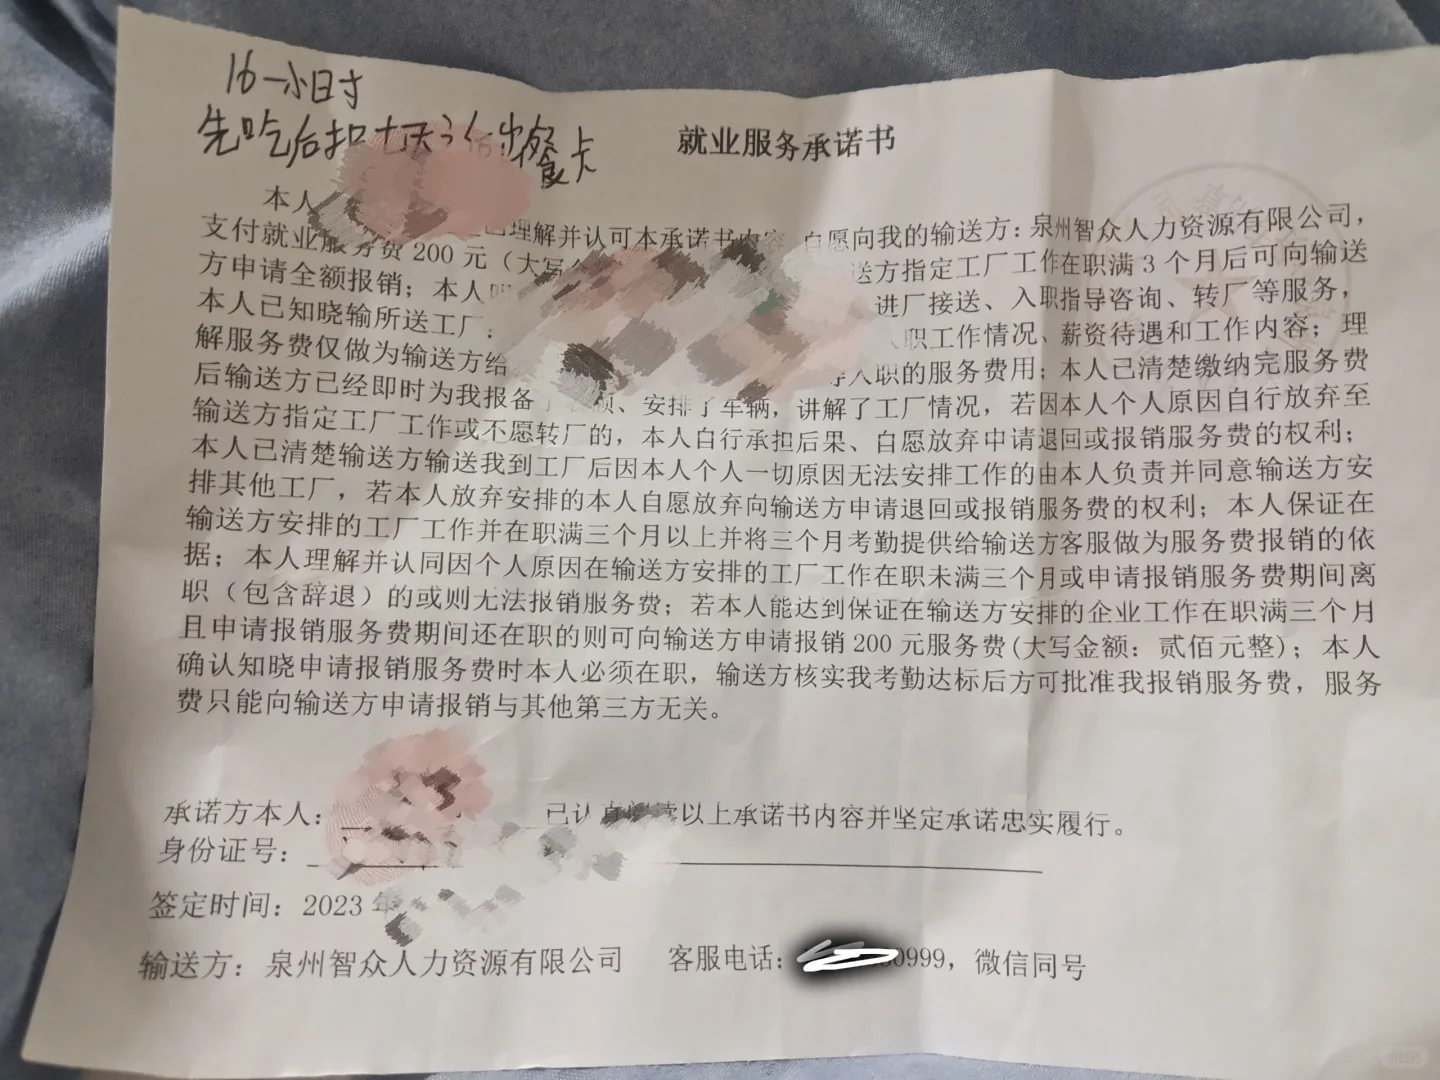 16一小时
先吃后扣七天
餐卡
就业服务承诺书
本人
理解并认可本承诺书内容 自愿向我的输送方：泉州智众人力资源有限公司，
支付就业服务费200元（大写
送方指定工厂工作在职满3个月后可向输送
方申请全额报销；本人
进厂接送、入职指导咨询、转厂等服务，
本人已知晓输所送工厂
职工作情况、薪资待遇和工作内容；理
解服务费仅做为输送方给
入职的服务费用；本人已清楚缴纳完服务费
后输送方已经即时为我报备了名额、安排了车辆，讲解了工厂情况，若因本人个人原因自行放弃至
输送方指定工厂工作或不愿转厂的，本人自行承担后果、自愿放弃申请退回或报销服务费的权利；
本人已清楚输送方输送我到工厂后因本人个人一切原因无法安排工作的由本人负责并同意输送方安
排其他工厂，若本人放弃安排的本人自愿放弃向输送方申请退回或报销服务费的权利；本人保证在
输送方安排的工厂工作并在职满三个月以上并将三个月考勤提供给输送方客服做为服务费报销的依
据；本人理解并认同因个人原因在输送方安排的工厂工作在职未满三个月或申请报销服务费期间离
职（包含辞退）的或则无法报销服务费；若本人能达到保证在输送方安排的企业工作在职满三个月
且申请报销服务费期间还在职的则可向输送方申请报销200元服务费(大写金额：贰佰元整)；本人
确认知晓申请报销服务费时本人必须在职，输送方核实我考勤达标后方可批准我报销服务费，服务
费只能向输送方申请报销与其他第三方无关。
承诺方本人：
已认真阅读以上承诺书内容并坚定承诺忠实履行。
身份证号：
签定时间：2023年
输送方：泉州智众人力资源有限公司 客服电话： 0999，微信同号
小红书